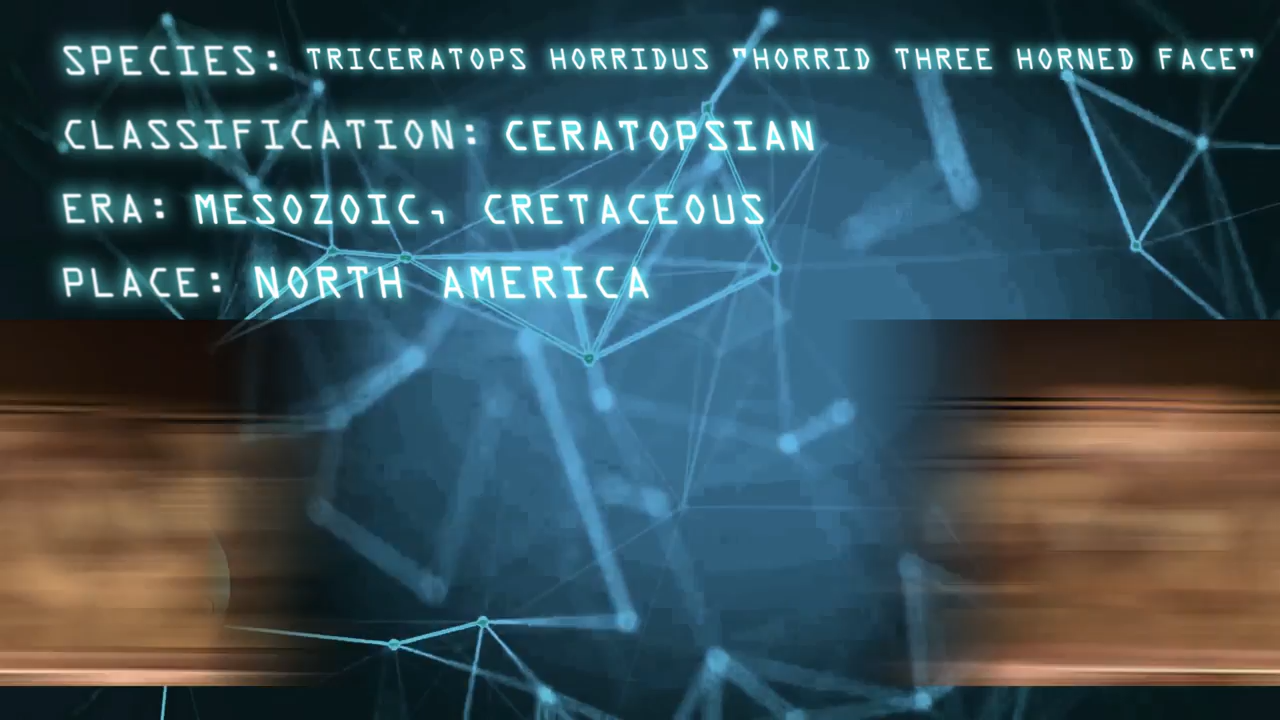 SPECIES: TRICERATOPS HORRIDUS "HORRID THREE HORNED FACE"
CLASSIFICATION: CERATOPSIAN
ERA: MESOZOIC, CRETACEOUS
PLACE: NORTH AMERICA